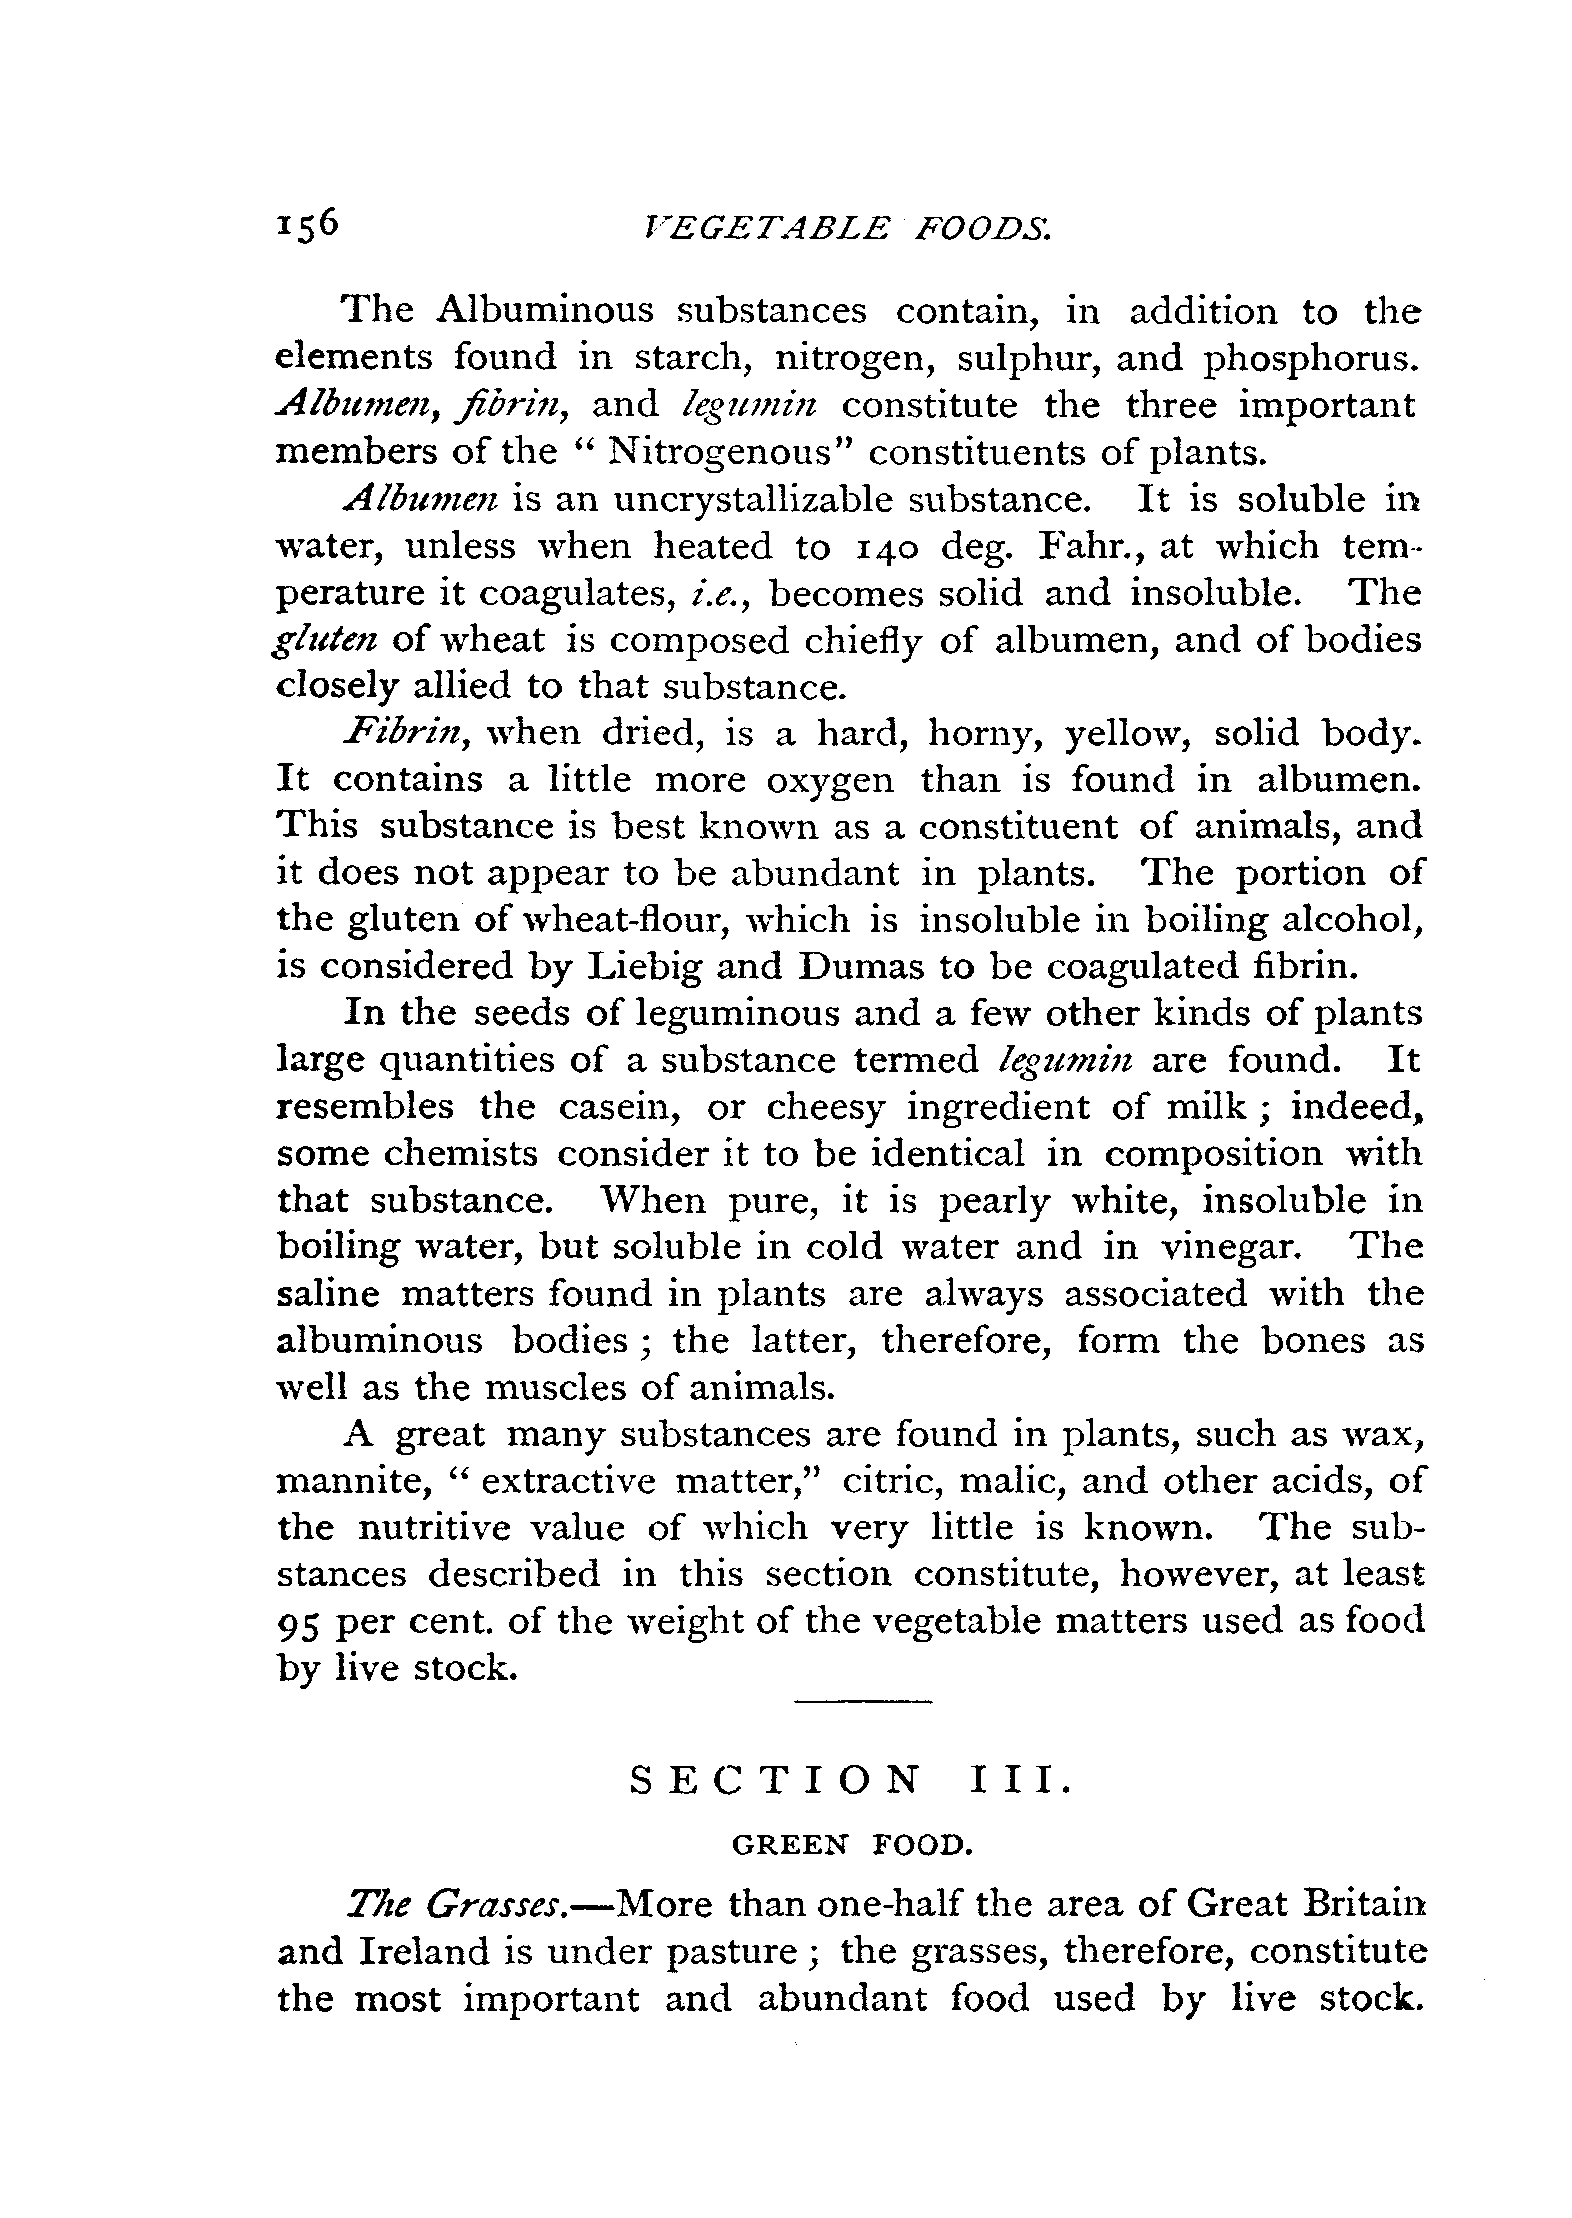 156 VEGETABLE FOODS.
The Albuminous substances contain, in addition to the
elements found in starch, nitrogen, sulphur, and phosphorus.
Albumen, fibrin, and legumin constitute the three important
members of the “ Nitrogenous” constituents of plants.
Albumen is an uncrystallizable substance. It is soluble in
water, unless when heated to 140 deg. Fahr., at which tem-
perature it coagulates, i.e., becomes solid and insoluble. The
gluten of wheat is composed chiefly of albumen, and of bodies
closely allied to that substance.
Fibrin, when dried, is a hard, horny, yellow, solid body.
It contains a little more oxygen than is found in albumen.
This substance is best known as a constituent of animals, and
it does not appear to be abundant in plants. The portion of
the gluten of wheat-flour, which is insoluble in boiling alcohol,
is considered by Liebig and Dumas to be coagulated fibrin.
In the seeds of leguminous and a few other kinds of plants
large quantities of a substance termed legumin are found. It
resembles the casein, or cheesy ingredient of milk ; indeed,
some chemists consider it to be identical in composition with
that substance. When pure, it is pearly white, insoluble in
boiling water, but soluble in cold water and in vinegar. The
saline matters found in plants are always associated with the
albuminous bodies ; the latter, therefore, form the bones as
well as the muscles of animals.
A great many substances are found in plants, such as wax,
mannite, “ extractive matter,” citric, malic, and other acids, of
the nutritive value of which very little is known. The sub-
stances described in this section constitute, however, at least
95 per cent. of the weight of the vegetable matters used as food
by live stock.
SECTION III.
GREEN FOOD.
The Grasses.—More than one-half the area of Great Britain
and Ireland is under pasture ; the grasses, therefore, constitute
the most important and abundant food used by live stock.